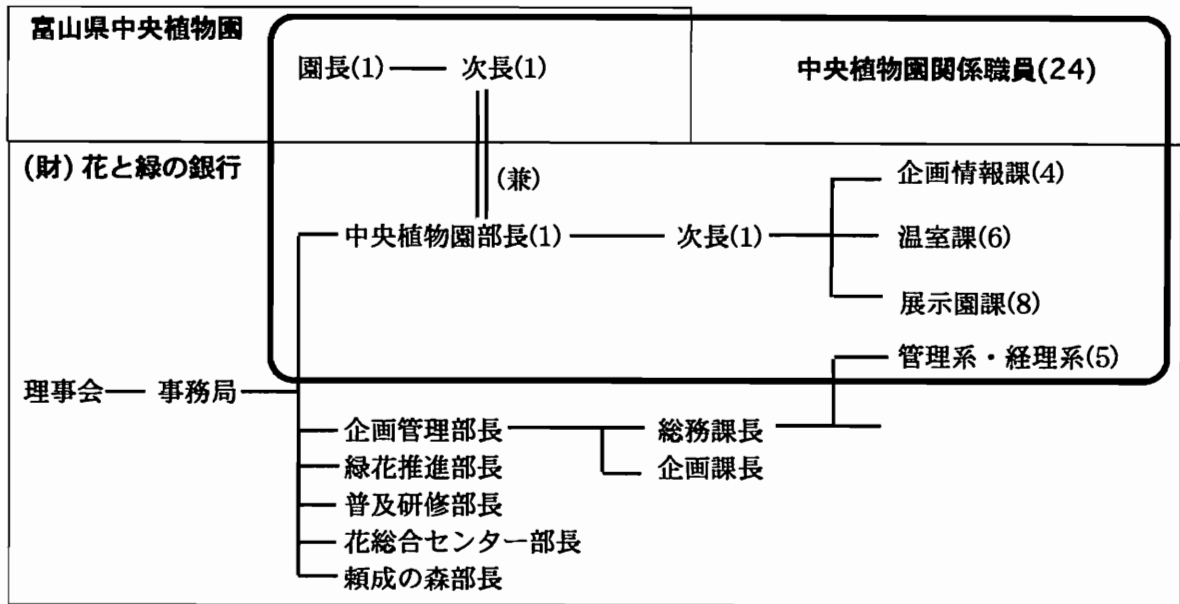 富山県中央植物園
園長(1) 次長(1) 中央植物園関係職員(24)
(財)花と緑の銀行
(兼)
企画情報課(4)
中央植物園部長(1) 次長(1) 温室課(6)
展示園課(8)
管理系・経理系(5)
理事会 事務局
企画管理部長 総務課長
緑花推進部長 企画課長
普及研修部長
花総合センター部長
頼成の森部長